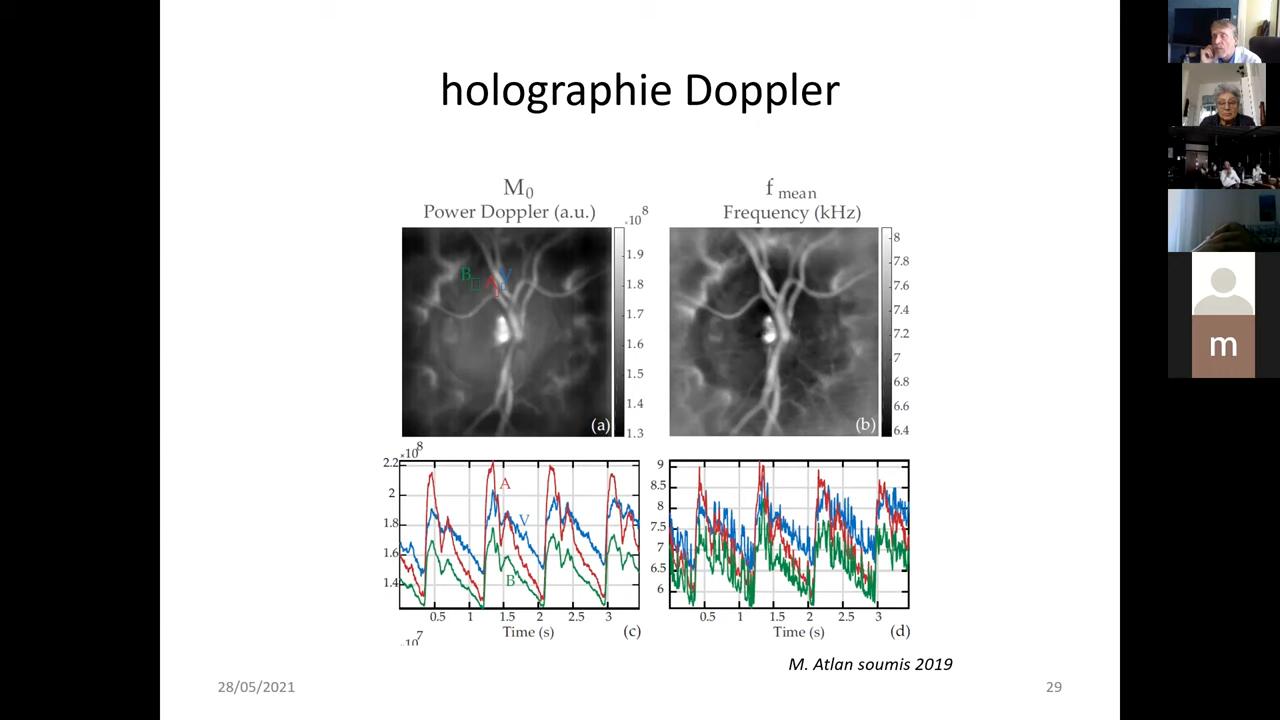 holographie Doppler
M0
Power Doppler (a.u.)
.10^8
1.9
1.8
1.7
1.6
1.5
1.4
1.3
B
A
V
(a)
f mean
Frequency (kHz)
8
7.8
7.6
7.4
7.2
7
6.8
6.6
6.4
(b)
×10^8
2.2
2
1.8
1.6
1.4
A
V
B
0.5 1 1.5 2 2.5 3
Time (s)
(c)
9
8.5
8
7.5
7
6.5
6
0.5 1 1.5 2 2.5 3
Time (s)
(d)
M. Atlan soumis 2019
28/05/2021
29
m